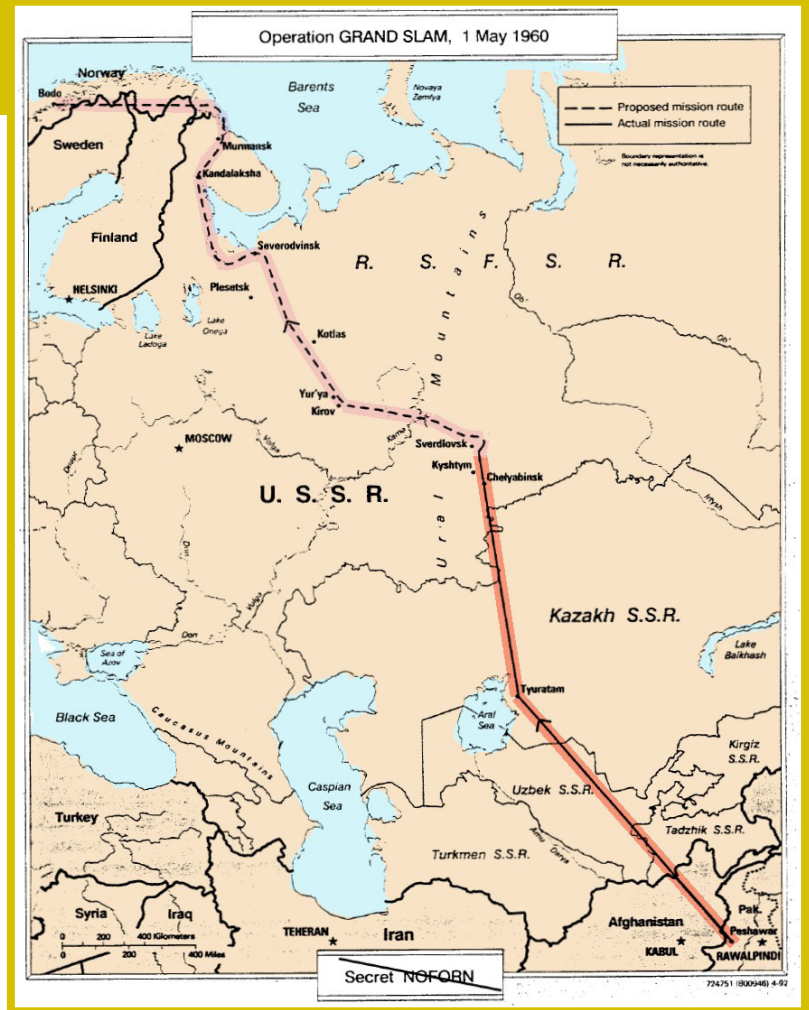 Operation GRAND SLAM, 1 May 1960
Norway
Bodo
Barents
Sea
Novaya
Zemlya
Proposed mission route
Actual mission route
Boundary representation is
not necessarily authoritative.
Sweden
Murmansk
Kandalaksha
Finland
Severodvinsk
R. S. F. S. R.
HELSINKI
Plesetsk
Ob'
Ob'
Lake
Ladoga
Lake
Onega
Kotlas
Ural Mountains
Yur'ya
Kirov
MOSCOW
Volga
Kama
Sverdlovsk
Dnepr
Kyshtym
Chelyabinsk
U. S. S. R.
Irtysh
Don
Volga
Don
Kazakh S.S.R.
Sea of
Azov
Lake
Balkhash
Tyuratam
Black Sea
Caucasus Mountains
Aral
Sea
Kirgiz
S.S.R.
Caspian
Sea
Uzbek S.S.R.
Turkey
Tadzhik S.S.R.
Turkmen S.S.R.
Amu Darya
Syria
Iraq
Afghanistan
Pak.
TEHERAN
Iran
Peshawar
KABUL
RAWALPINDI
0 200 400 Kilometers
0 200 400 Miles
Secret NOFORN
724751 (B00946) 4-92